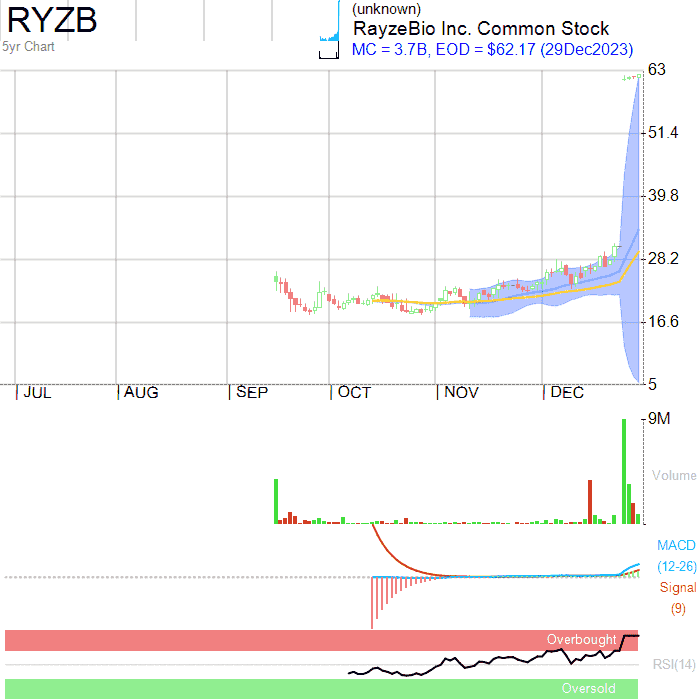 RYZB
5yr Chart
(unknown)
RayzeBio Inc. Common Stock
MC = 3.7B, EOD = $62.17 (29Dec2023)
63
51.4
39.8
28.2
16.6
5
JUL AUG SEP OCT NOV DEC
9M
Volume
MACD
(12-26)
Signal
(9)
Overbought
RSI(14)
Oversold